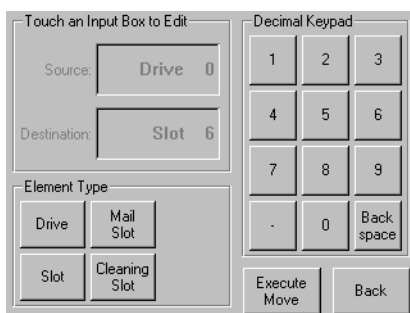 Touch an Input Box to Edit
Source: Drive 0
Destination: Slot 6
Element Type
Drive
Mail
Slot
Slot
Cleaning
Slot
Decimal Keypad
1 2 3
4 5 6
7 8 9
. 0 Back
space
Execute
Move
Back